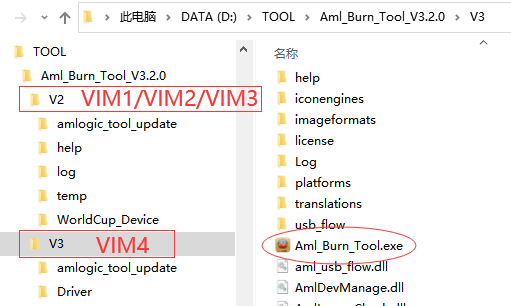 此电脑 > DATA (D:) > TOOL > Aml_Burn_Tool_V3.2.0 > V3
TOOL
Aml_Burn_Tool_V3.2.0
V2 VIM1/VIM2/VIM3
amlogic_tool_update
help
log
temp
WorldCup_Device
V3 VIM4
amlogic_tool_update
Driver
名称
help
iconengines
imageformats
license
Log
platforms
translations
usb_flow
Aml_Burn_Tool.exe
aml_usb_flow.dll
AmlDevManage.dll